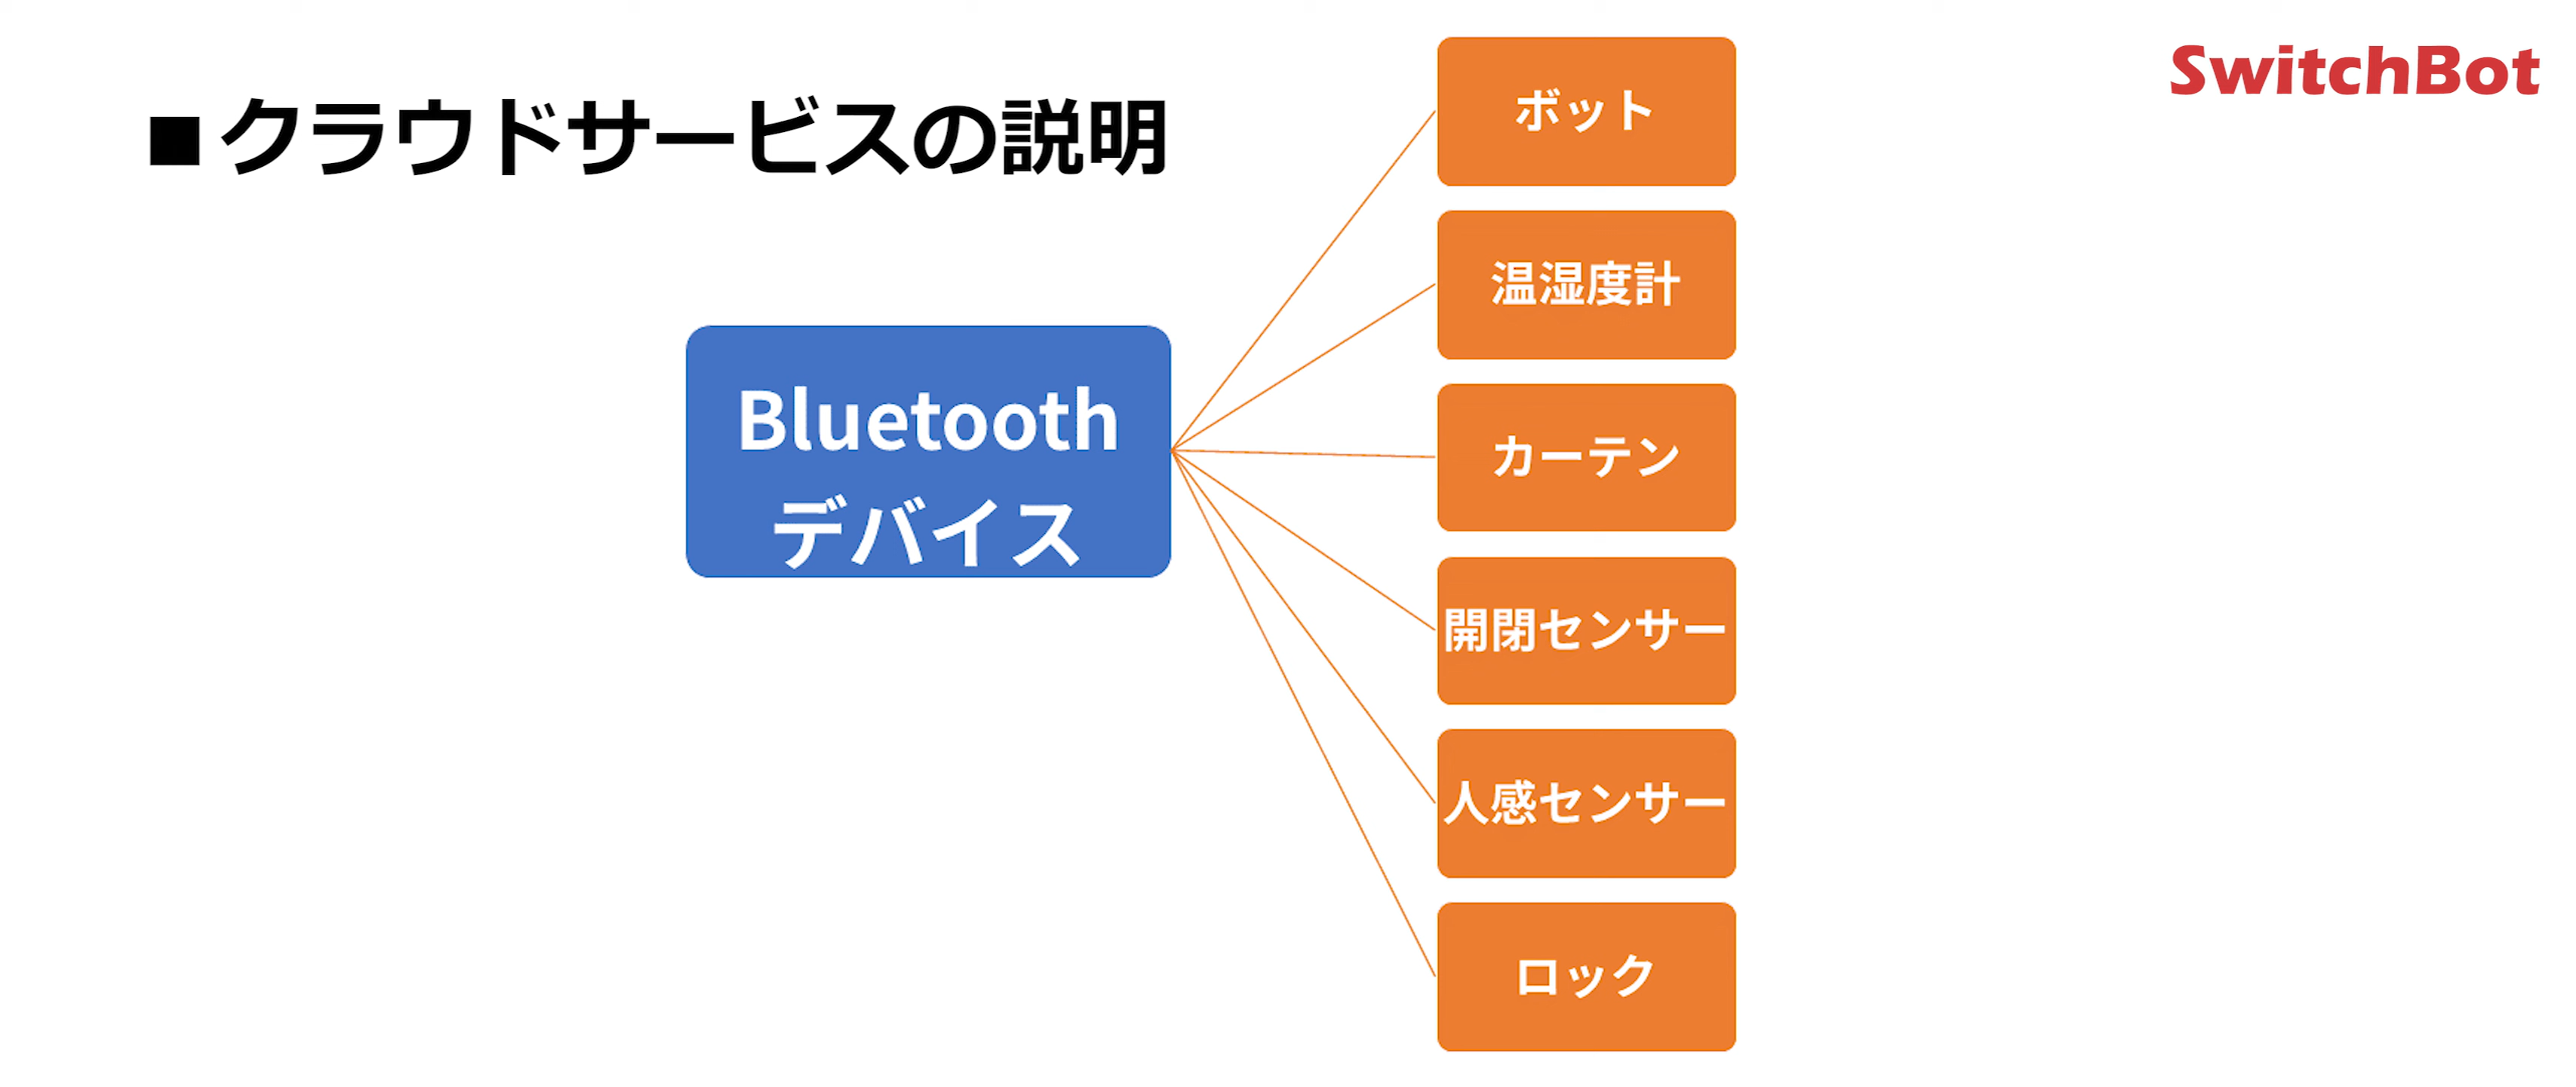 ■クラウドサービスの説明
SwitchBot
Bluetooth
デバイス
ボット
温湿度計
カーテン
開閉センサー
人感センサー
ロック